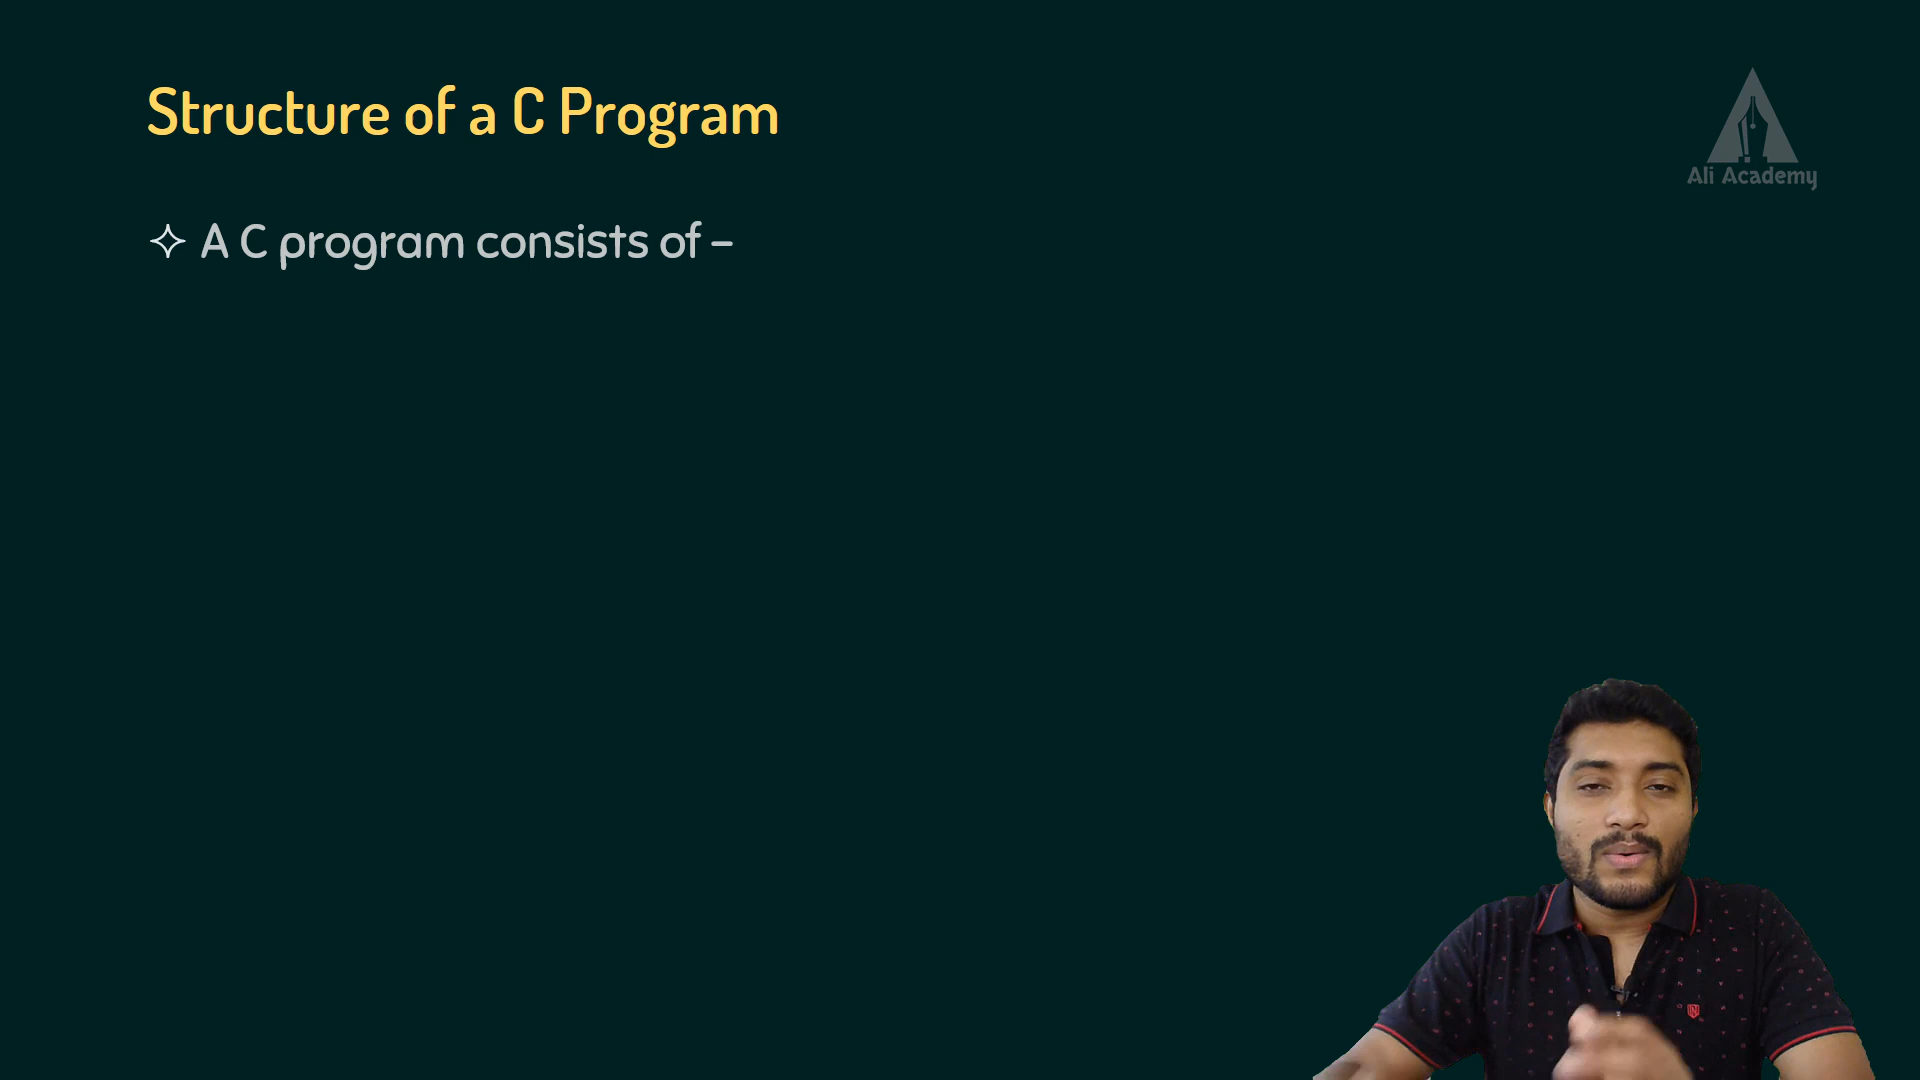 Structure of a C Program
Ali Academy
✧ A C program consists of –